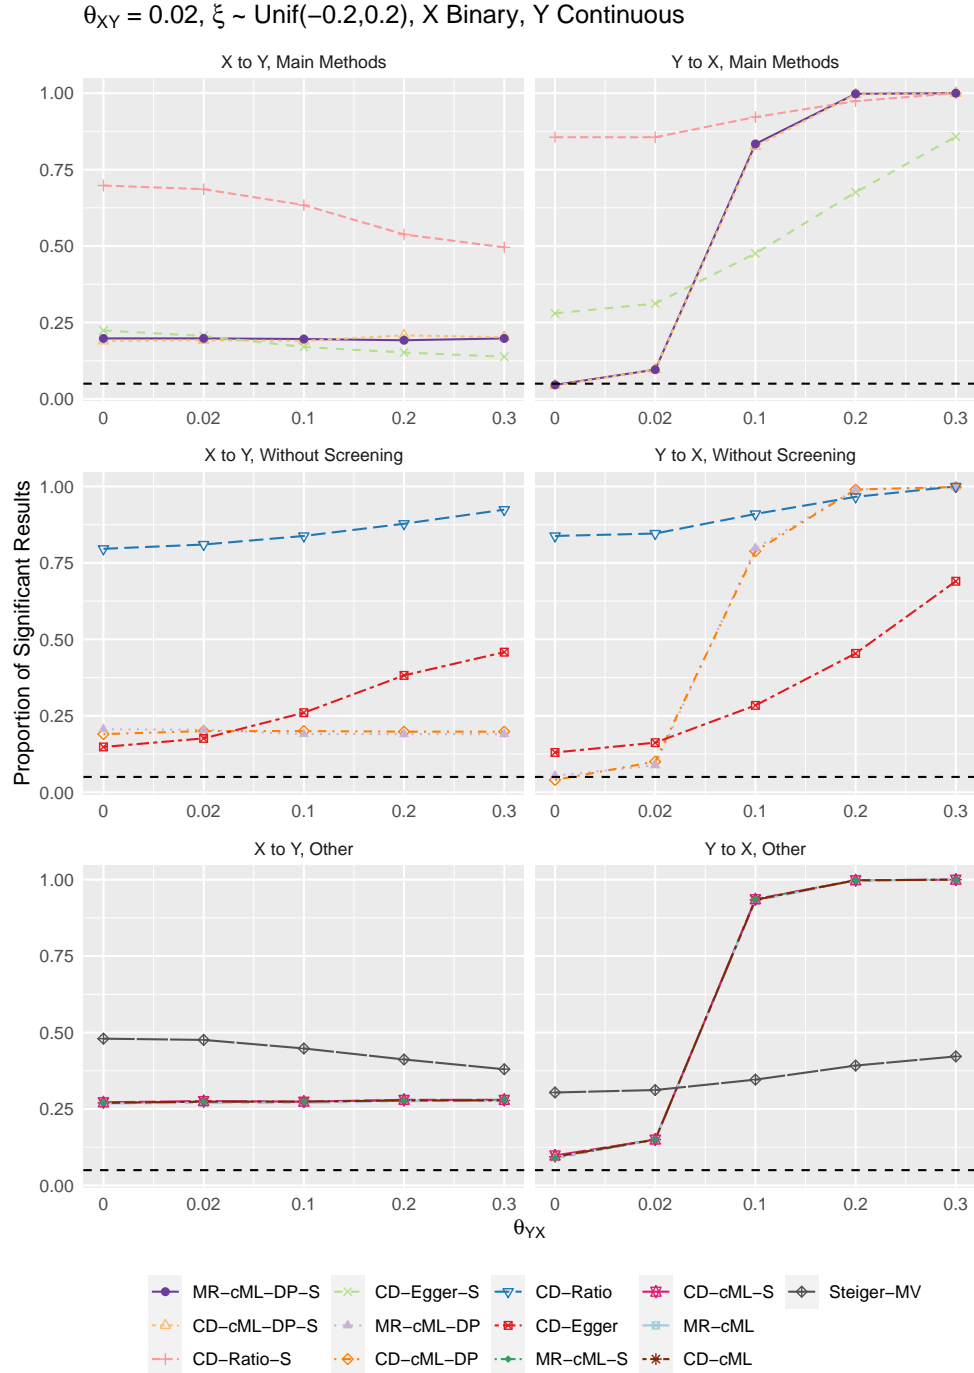 θXY = 0.02, ξ ~ Unif(−0.2,0.2), X Binary, Y Continuous
X to Y, Main Methods
Y to X, Main Methods
1.00
0.75
0.50
0.25
0.00
0 0.02 0.1 0.2 0.3
0 0.02 0.1 0.2 0.3
X to Y, Without Screening
Y to X, Without Screening
Proportion of Significant Results
1.00
0.75
0.50
0.25
0.00
0 0.02 0.1 0.2 0.3
0 0.02 0.1 0.2 0.3
X to Y, Other
Y to X, Other
1.00
0.75
0.50
0.25
0.00
0 0.02 0.1 0.2 0.3
0 0.02 0.1 0.2 0.3
θYX
MR−cML−DP−S
CD−cML−DP−S
CD−Ratio−S
CD−Egger−S
MR−cML−DP
CD−cML−DP
CD−Ratio
CD−Egger
MR−cML−S
CD−cML−S
MR−cML
CD−cML
Steiger−MV